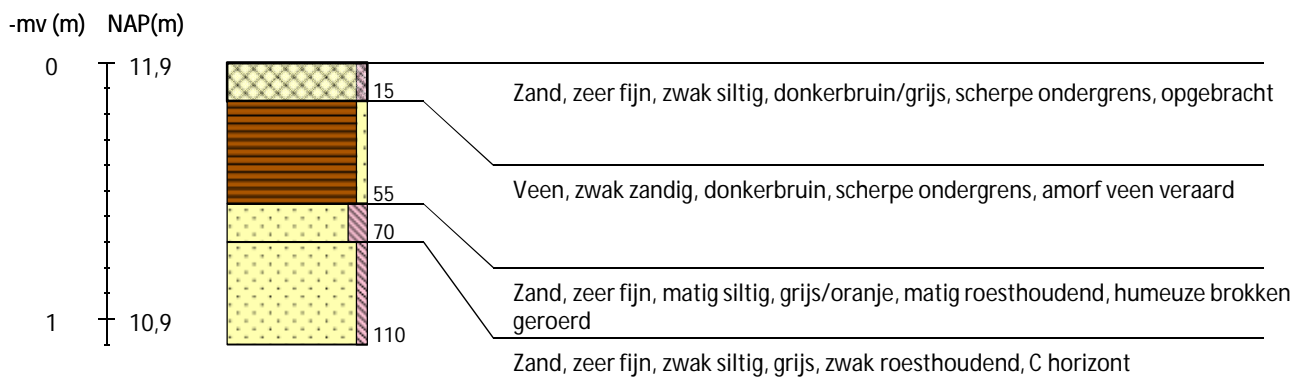 -mv (m) NAP(m)
0 11,9
15 Zand, zeer fijn, zwak siltig, donkerbruin/grijs, scherpe ondergrens, opgebracht
55 Veen, zwak zandig, donkerbruin, scherpe ondergrens, amorf veen veraard
70
Zand, zeer fijn, matig siltig, grijs/oranje, matig roesthoudend, humeuze brokken
geroerd
1 10,9
110
Zand, zeer fijn, zwak siltig, grijs, zwak roesthoudend, C horizont